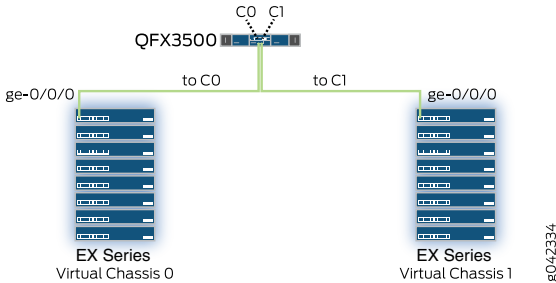 C0 C1
QFX3500
to C0 to C1
ge-0/0/0 ge-0/0/0
EX Series EX Series
Virtual Chassis 0 Virtual Chassis 1
g042334